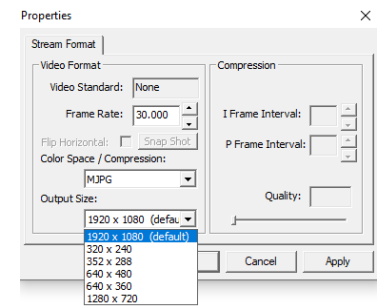 Properties
Stream Format
Video Format
Video Standard: None
Frame Rate: 30.000
Flip Horizontal: Snap Shot
Color Space / Compression:
MJPG
Output Size:
1920 x 1080 (defau
1920 x 1080 (default)
320 x 240
352 x 288
640 x 480
640 x 360
1280 x 720
Compression
I Frame Interval:
P Frame Interval:
Quality:
Cancel Apply